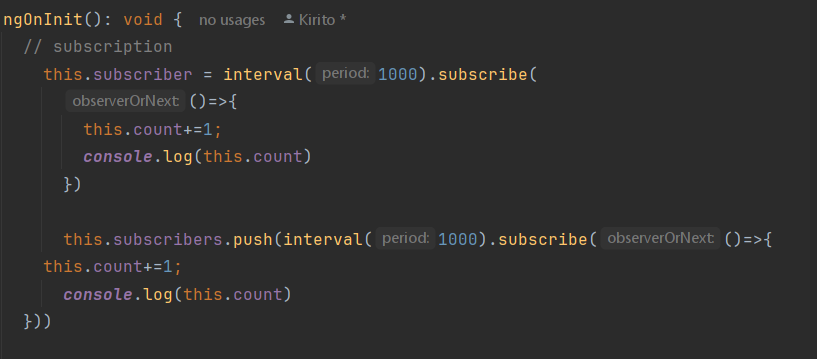 ngOnInit(): void {  no usages  Kirito *
  // subscription
    this.subscriber = interval( period: 1000).subscribe(
      observerOrNext: ()=>{
        this.count+=1;
        console.log(this.count)
      })

      this.subscribers.push(interval( period: 1000).subscribe( observerOrNext: ()=>{
    this.count+=1;
      console.log(this.count)
  }))